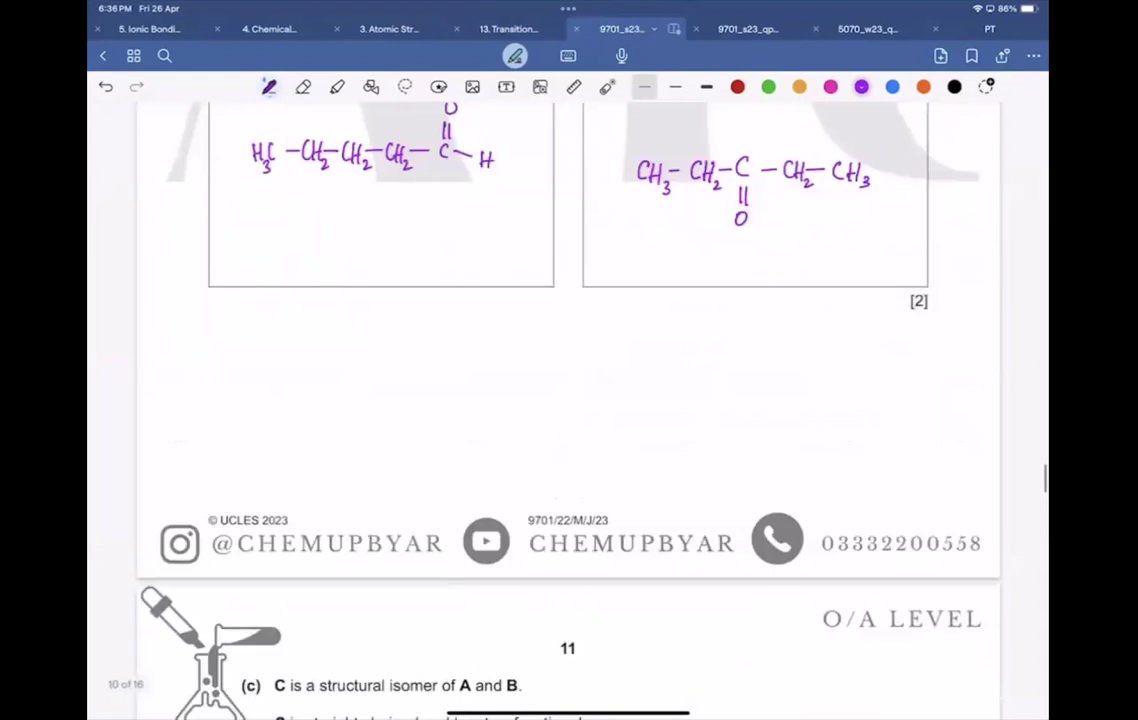 6:36 PM Fri 26 Apr
86%
5. Ionic Bondi...
4. Chemical...
3. Atomic Str...
13. Transition...
9701_s23...
9701_s23_qp...
5070_w23_q...
PT
O
H₃C – CH₂ – CH₂ – CH₂ – C – H
CH₃ – CH₂ – C – CH₂ – CH₃
O
[2]
© UCLES 2023
9701/22/M/J/23
@CHEMUPBYAR
CHEMUPBYAR
03332200558
O/A LEVEL
11
10 of 16
(c) C is a structural isomer of A and B.